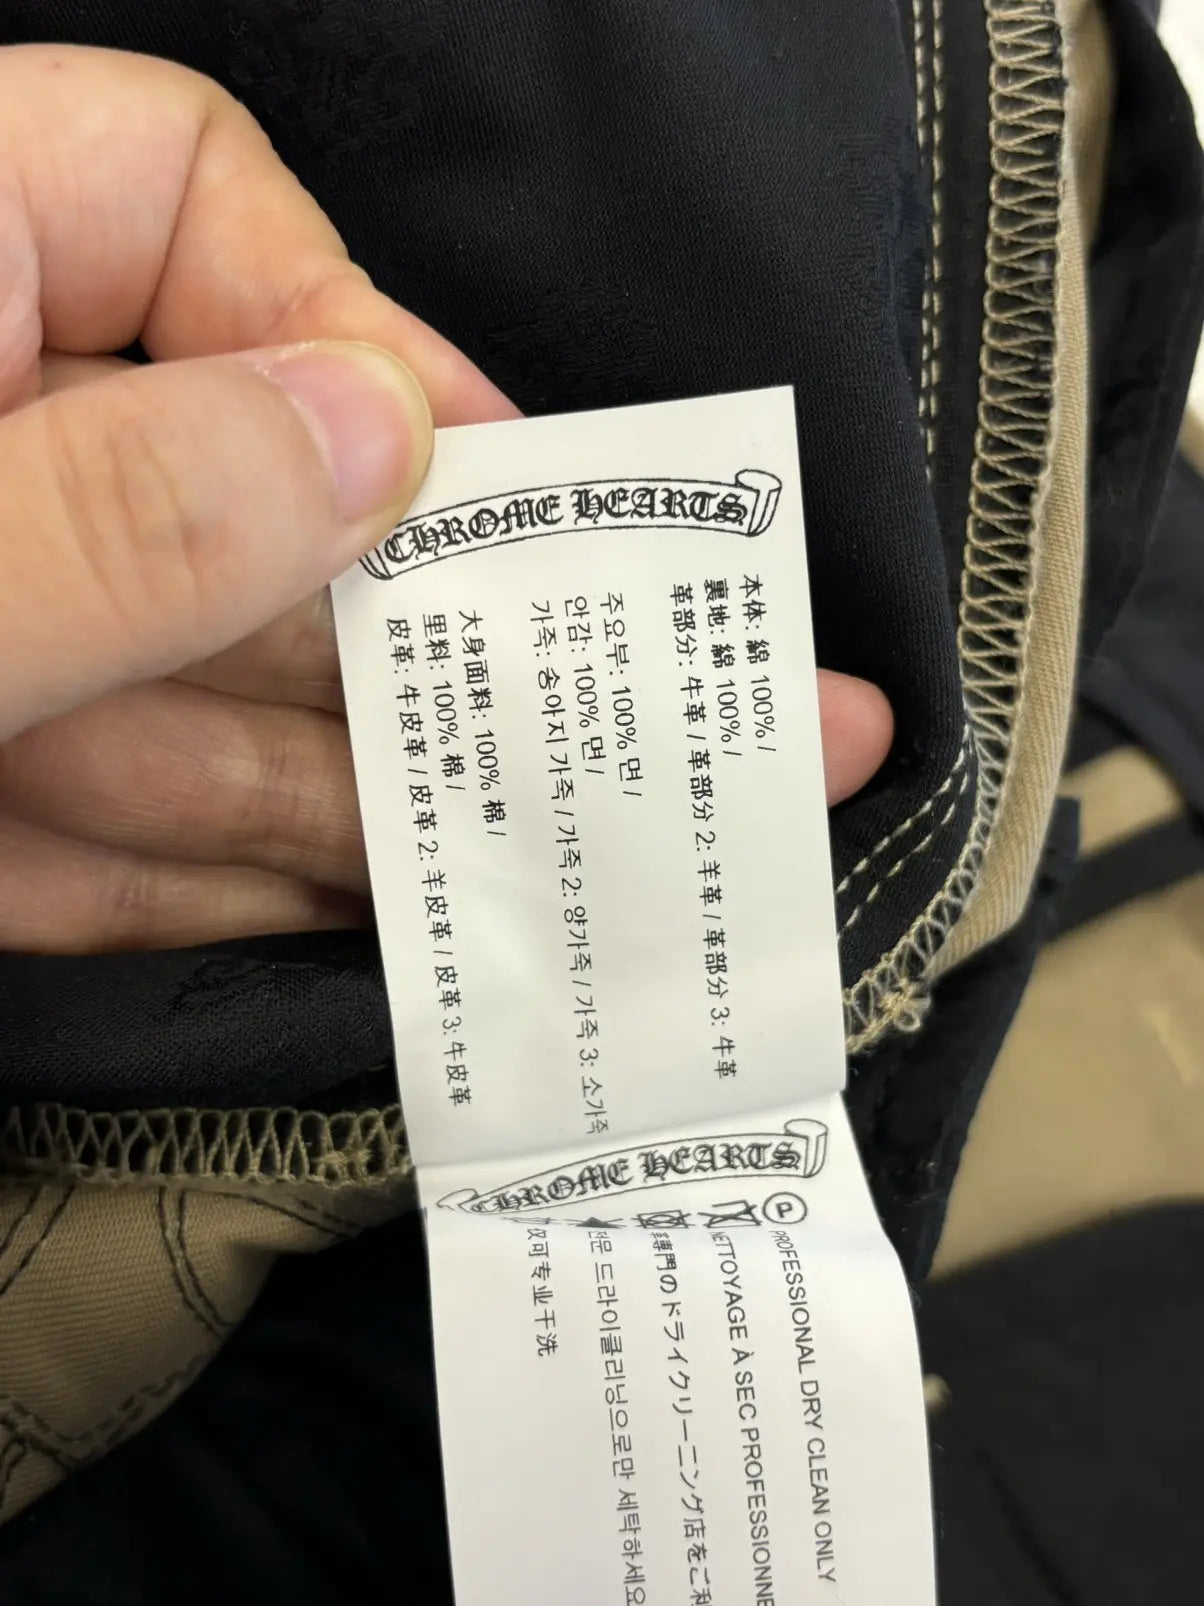 CHROME HEARTS
本体: 綿 100% /
裏地: 綿 100% /
革部分: 牛革 / 革部分 2: 羊革 / 革部分 3: 牛革
주요부: 100% 면 /
안감: 100% 면 /
가죽: 송아지 가죽 / 가죽 2: 양가죽 / 가죽 3: 소가죽
大身面料: 100% 棉 /
里料: 100% 棉 /
皮革: 牛皮革 / 皮革 2: 羊皮革 / 皮革 3: 牛皮革
CHROME HEARTS
P
PROFESSIONAL DRY CLEAN ONLY
NETTOYAGE À SEC PROFESSIONNE
専門のドライクリーニング店をご利
전문 드라이클리닝으로만 세탁하세요
仅可专业干洗